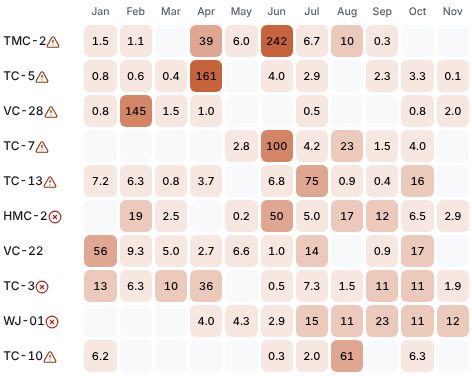 Jan Feb Mar Apr May Jun Jul Aug Sep Oct Nov
TMC-2 1.5 1.1 39 6.0 242 6.7 10 0.3
TC-5 0.8 0.6 0.4 161 4.0 2.9 2.3 3.3 0.1
VC-28 0.8 145 1.5 1.0 0.5 0.8 2.0
TC-7 2.8 100 4.2 23 1.5 4.0
TC-13 7.2 6.3 0.8 3.7 6.8 75 0.9 0.4 16
HMC-2 19 2.5 0.2 50 5.0 17 12 6.5 2.9
VC-22 56 9.3 5.0 2.7 6.6 1.0 14 0.9 17
TC-3 13 6.3 10 36 0.5 7.3 1.5 11 11 1.9
WJ-01 4.0 4.3 2.9 15 11 23 11 12
TC-10 6.2 0.3 2.0 61 6.3